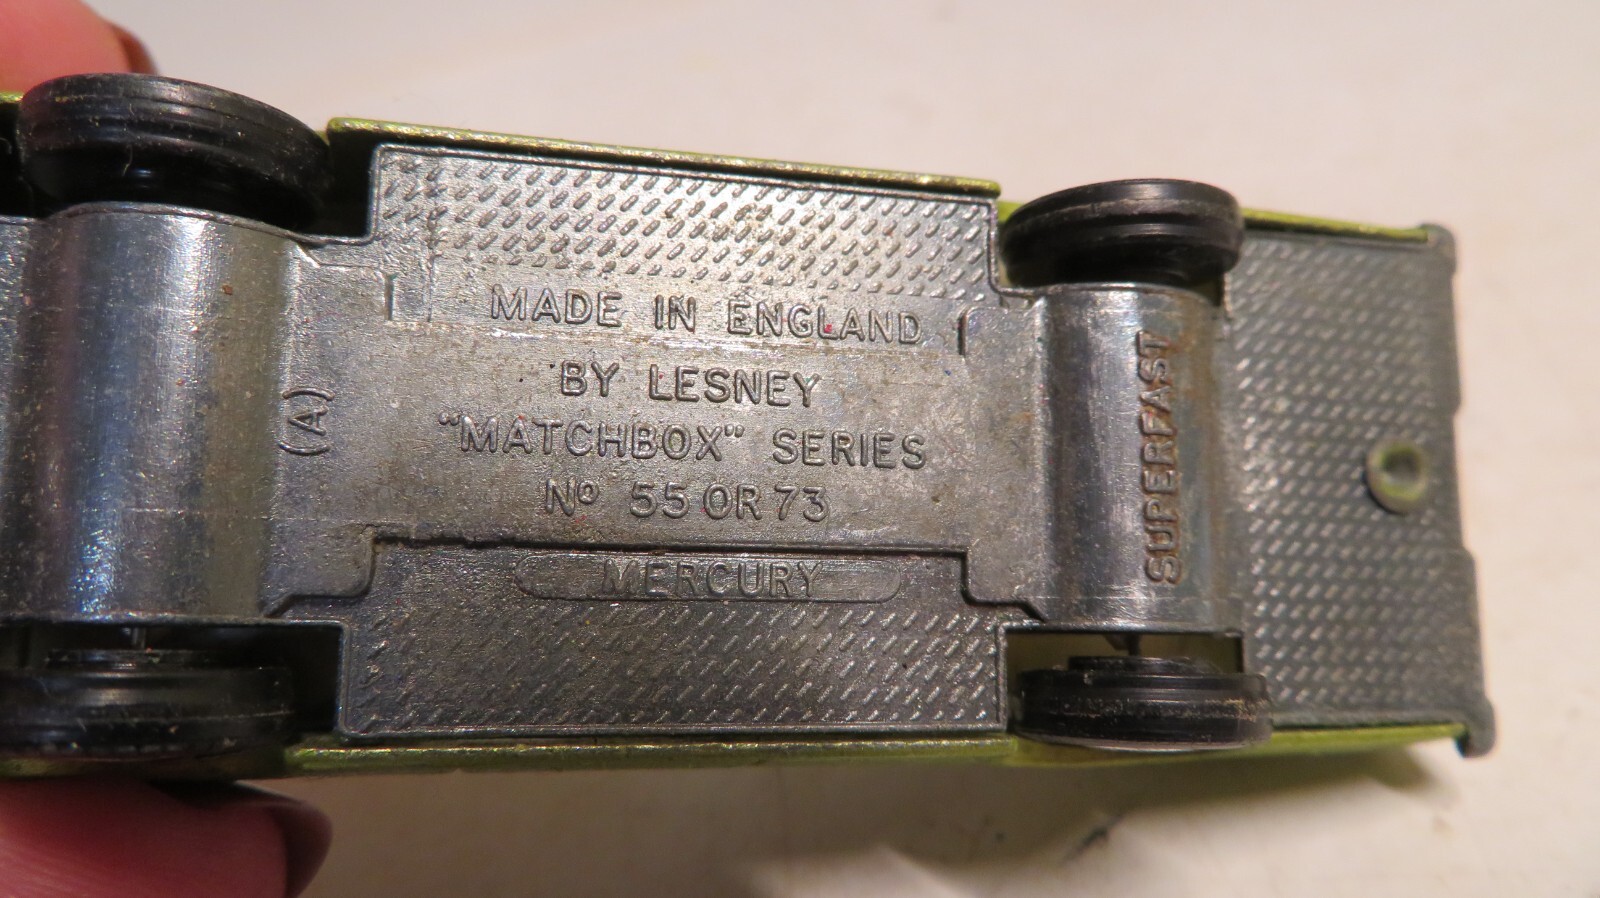 MADE IN ENGLAND
BY LESNEY
"MATCHBOX" SERIES
Nº 55 OR 73
MERCURY
(A)
SUPERFAST